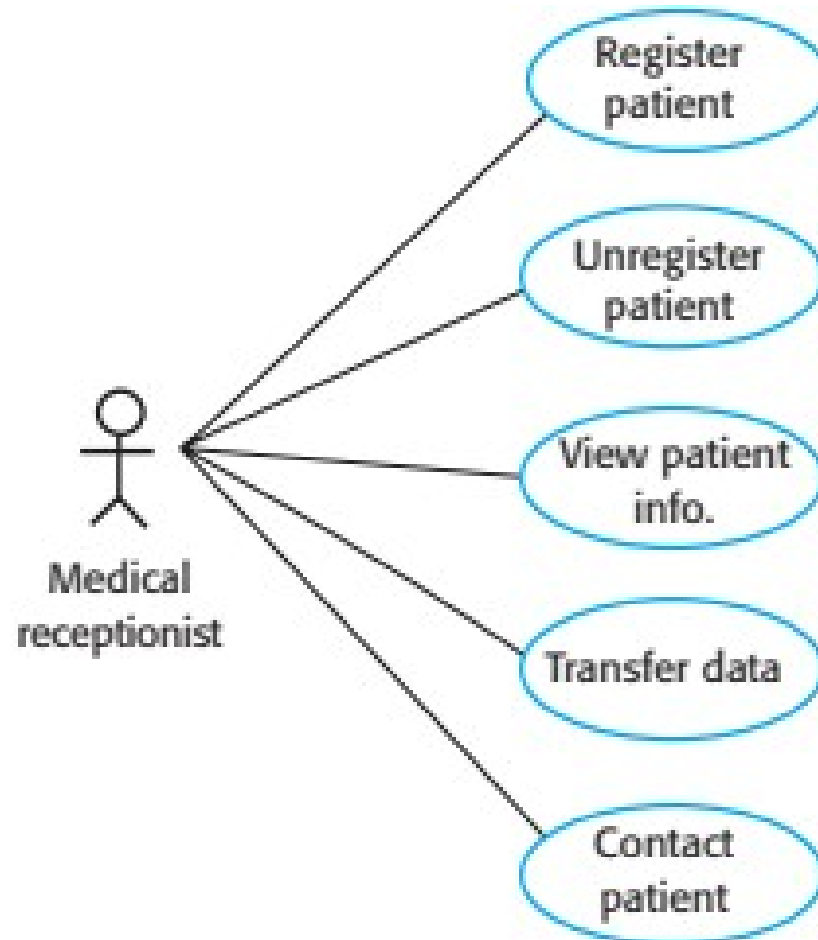 Register
patient
Unregister
patient
View patient
info.
Medical
receptionist
Transfer data
Contact
patient